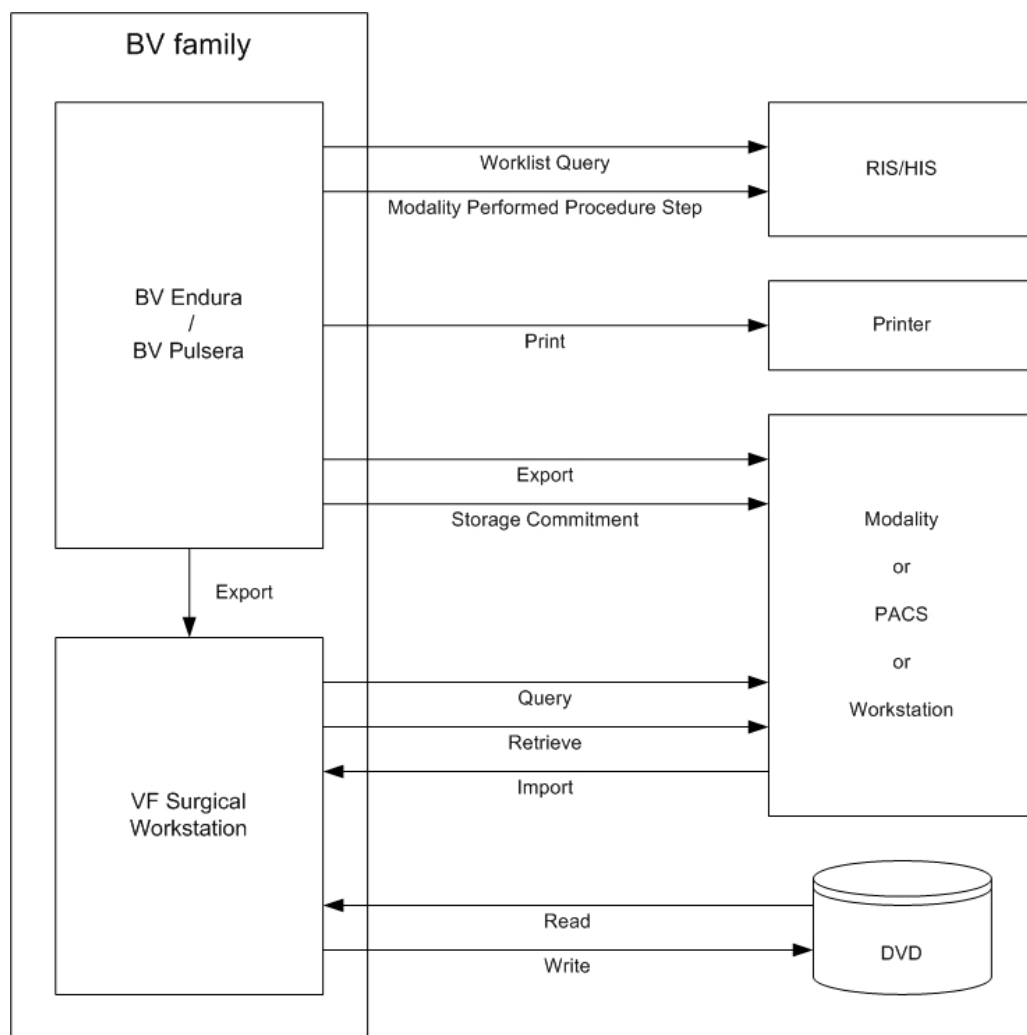 BV family
BV Endura
/
BV Pulsera
Worklist Query
Modality Performed Procedure Step
RIS/HIS
Print
Printer
Export
Storage Commitment
Modality
or
PACS
or
Workstation
Export
VF Surgical
Workstation
Query
Retrieve
Import
Read
Write
DVD